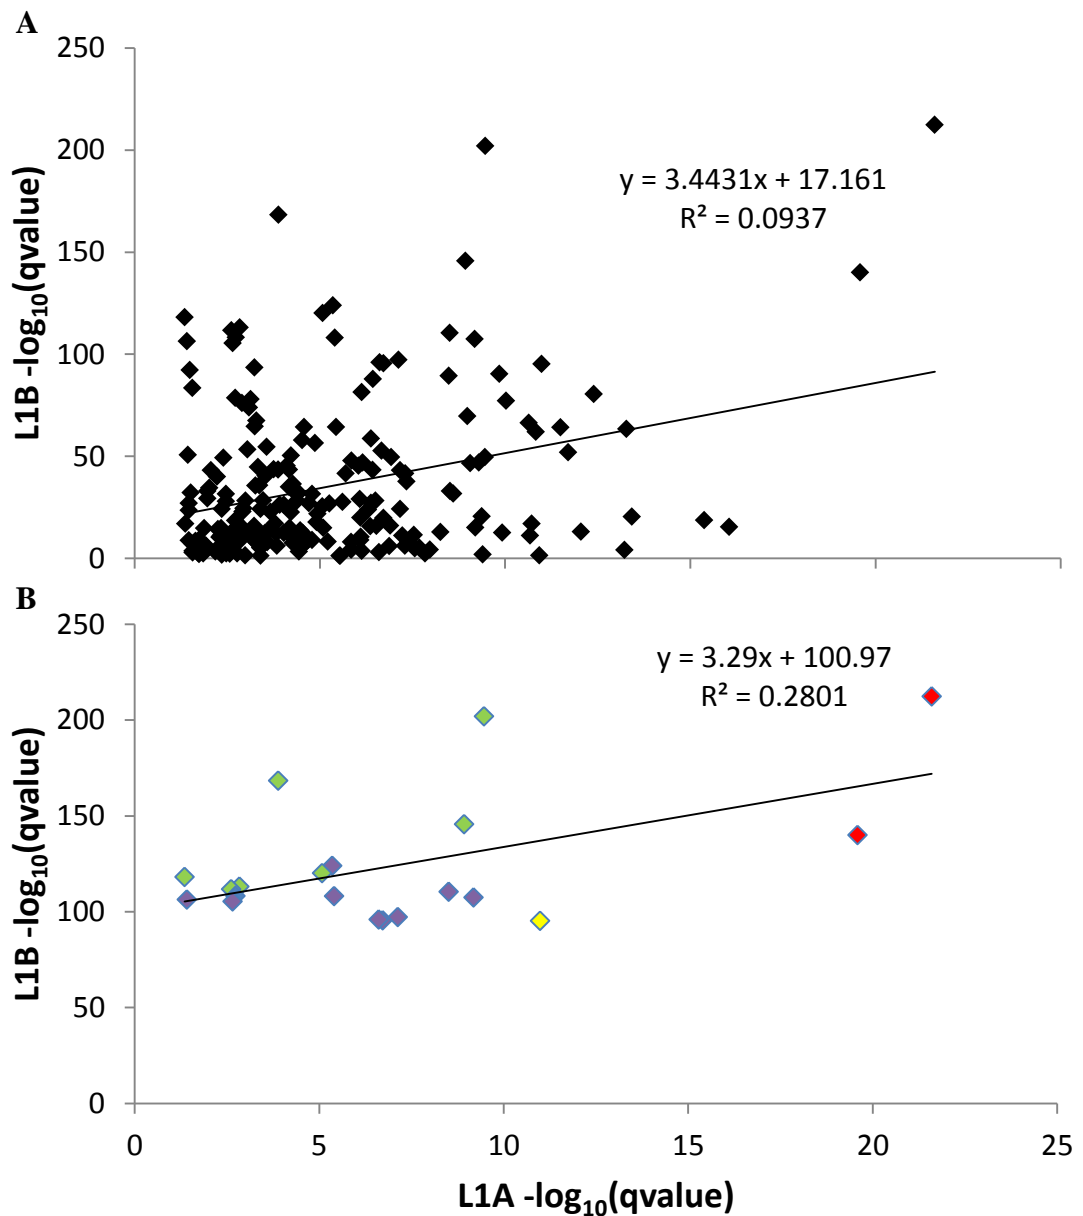 A
250
200
150
100
50
0
L1B -log10(qvalue)
y = 3.4431x + 17.161
R² = 0.0937
B
250
200
150
100
50
0
L1B -log10(qvalue)
y = 3.29x + 100.97
R² = 0.2801
0 5 10 15 20 25
L1A -log10(qvalue)